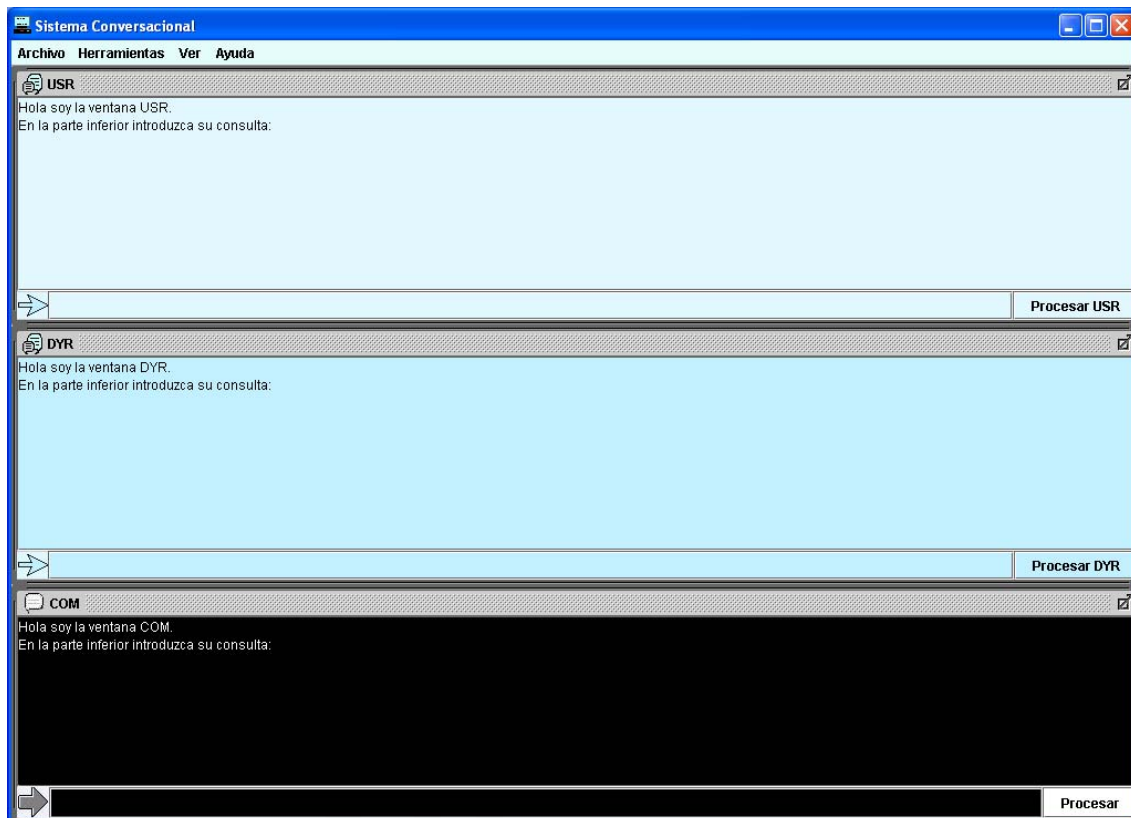 Sistema Conversacional
Archivo Herramientas Ver Ayuda
USR
Hola soy la ventana USR.
En la parte inferior introduzca su consulta:
Procesar USR
DYR
Hola soy la ventana DYR.
En la parte inferior introduzca su consulta:
Procesar DYR
COM
Hola soy la ventana COM.
En la parte inferior introduzca su consulta:
Procesar